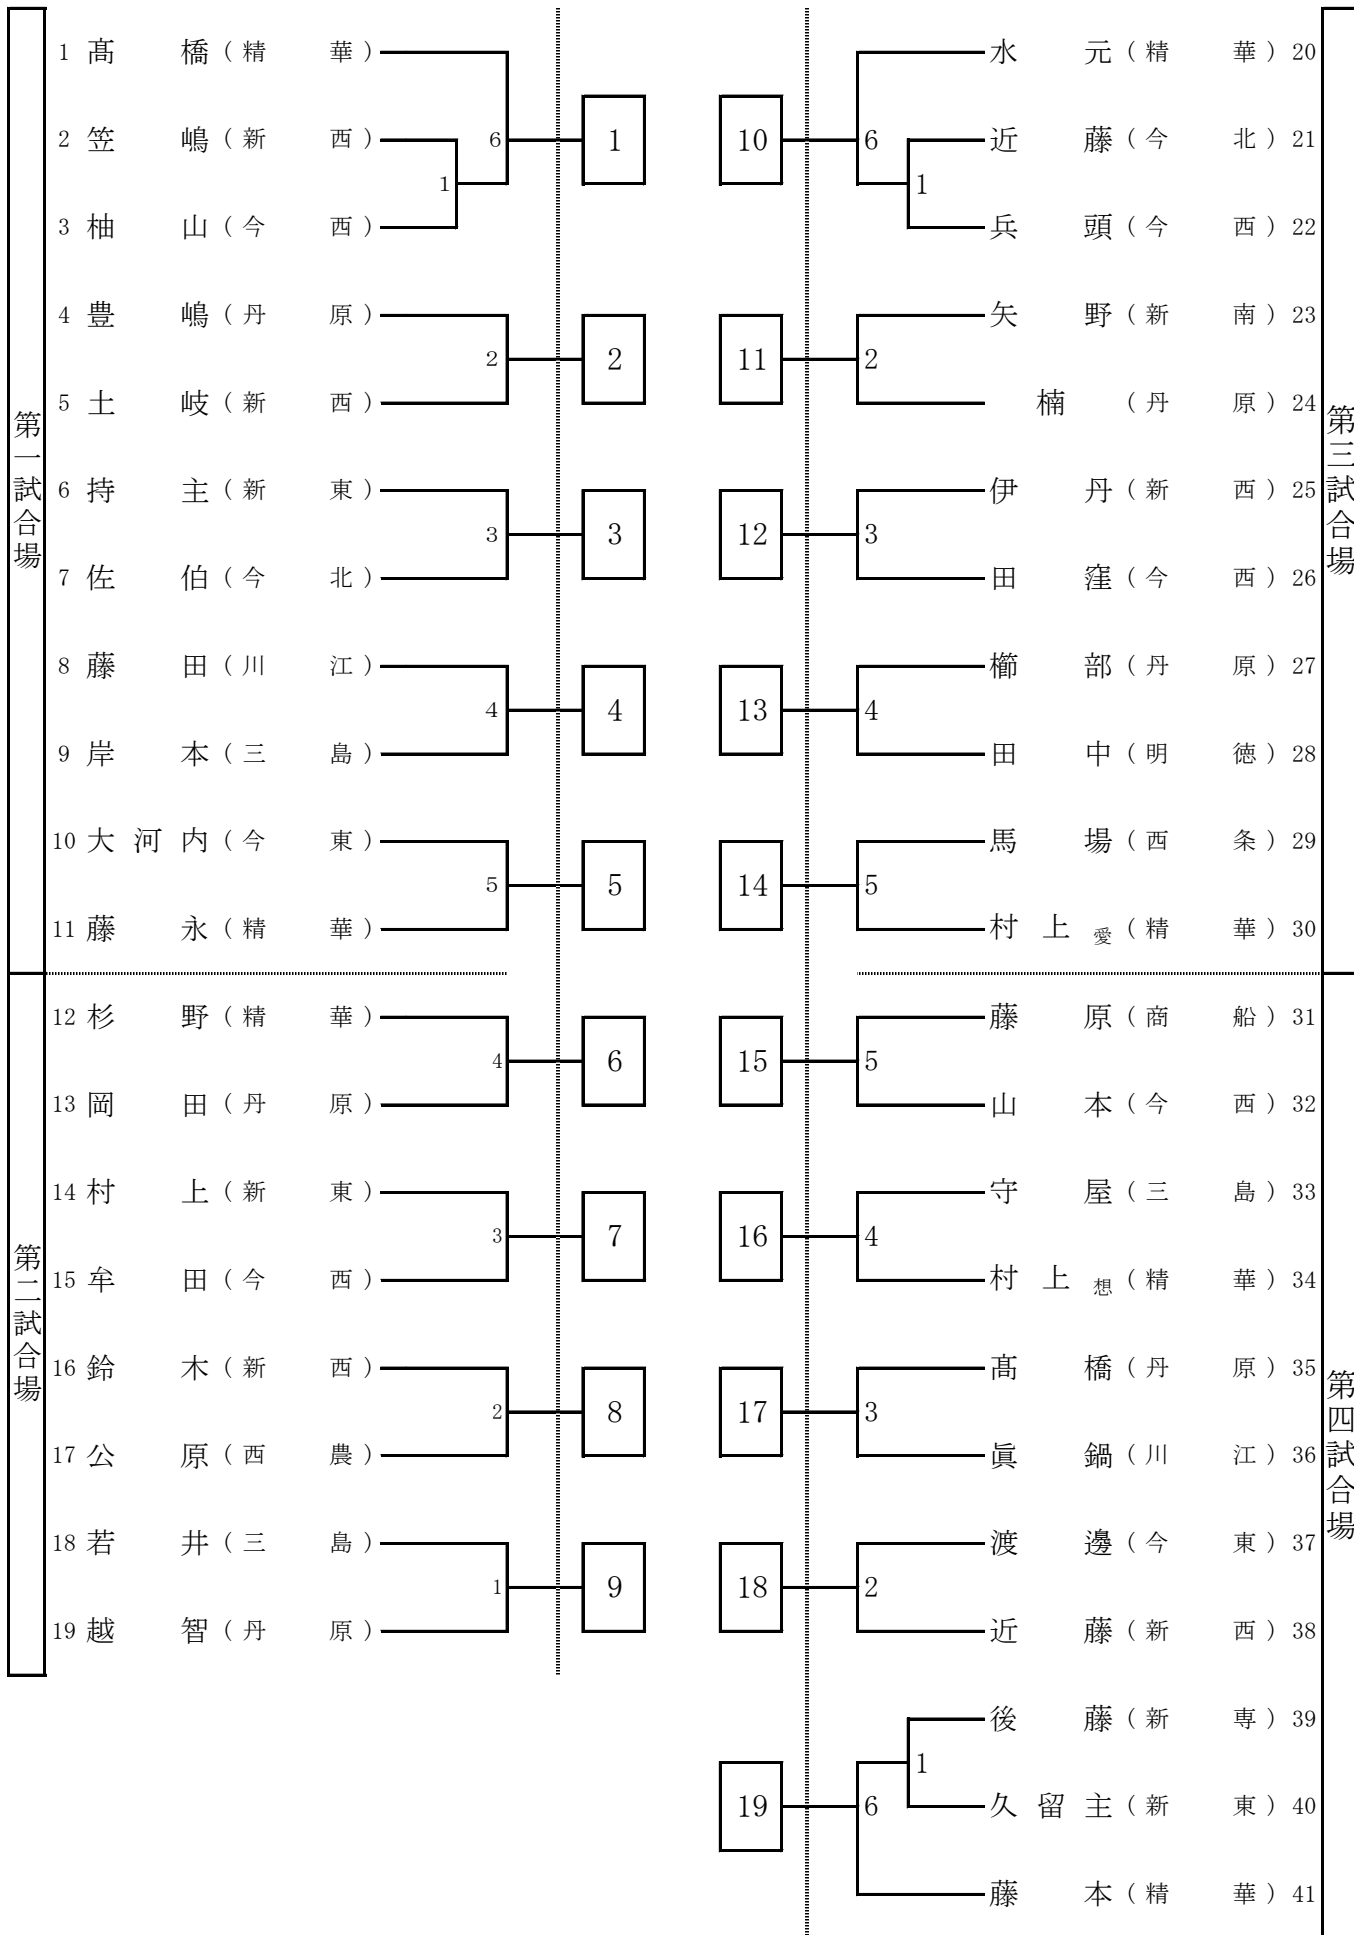 第一試合場
1 髙橋（精華）
2 笠嶋（新西）
3 柚山（今西）
4 豊嶋（丹原）
5 土岐（新西）
6 持主（新東）
7 佐伯（今北）
8 藤田（川江）
9 岸本（三島）
10 大河内（今東）
11 藤永（精華）
6
1
2
3
4
5
1
2
3
4
5
第二試合場
12 杉野（精華）
13 岡田（丹原）
14 村上（新東）
15 牟田（今西）
16 鈴木（新西）
17 公原（西農）
18 若井（三島）
19 越智（丹原）
4
3
2
1
6
7
8
9
第三試合場
水元（精華）20
近藤（今北）21
兵頭（今西）22
矢野（新南）23
楠（丹原）24
伊丹（新西）25
田窪（今西）26
櫛部（丹原）27
田中（明徳）28
馬場（西条）29
村上愛（精華）30
10
11
12
13
14
6
1
2
3
4
5
第四試合場
藤原（商船）31
山本（今西）32
守屋（三島）33
村上想（精華）34
髙橋（丹原）35
眞鍋（川江）36
渡邊（今東）37
近藤（新西）38
後藤（新専）39
久留主（新東）40
藤本（精華）41
15
16
17
18
19
5
4
3
2
1
6